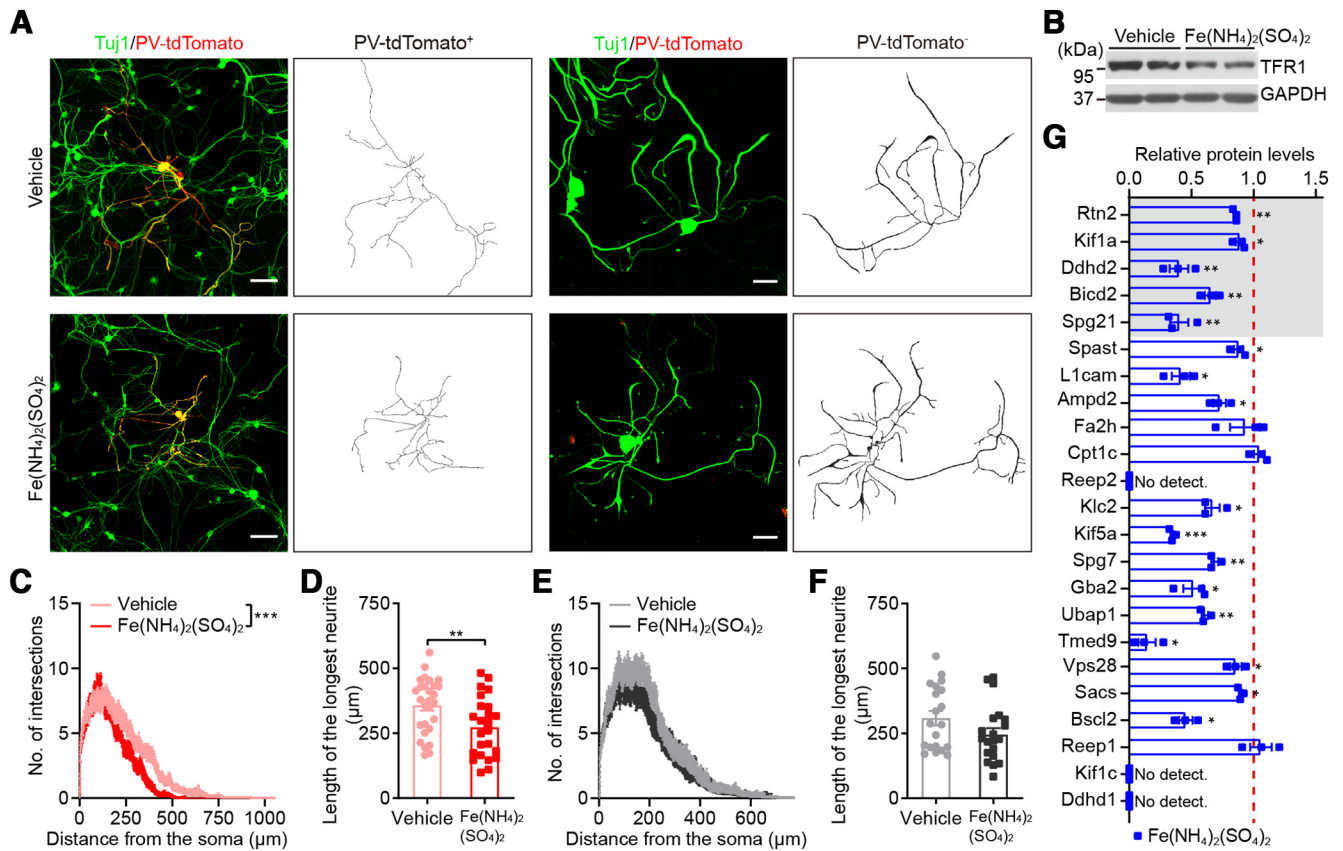 A
Tuj1/PV-tdTomato
PV-tdTomato⁺
Tuj1/PV-tdTomato
PV-tdTomato⁻
Vehicle
Fe(NH₄)₂(SO₄)₂
B
(kDa)
Vehicle Fe(NH₄)₂(SO₄)₂
95
TFR1
37
GAPDH
C
No. of intersections
15
10
5
0
Vehicle
Fe(NH₄)₂(SO₄)₂
***
0 250 500 750 1000
Distance from the soma (µm)
D
Length of the longest neurite
(µm)
750
500
250
0
**
Vehicle Fe(NH₄)₂
(SO₄)₂
E
No. of intersections
15
10
5
0
Vehicle
Fe(NH₄)₂(SO₄)₂
0 200 400 600
Distance from the soma (µm)
F
Length of the longest neurite
(µm)
750
500
250
0
Vehicle Fe(NH₄)₂
(SO₄)₂
G
Relative protein levels
0.0 0.5 1.0 1.5
Rtn2 **
Kif1a *
Ddhd2 **
Bicd2 **
Spg21 **
Spast *
L1cam *
Ampd2 *
Fa2h
Cpt1c
Reep2 No detect.
Klc2 *
Kif5a ***
Spg7 **
Gba2 *
Ubap1 **
Tmed9 *
Vps28 *
Sacs *
Bscl2 *
Reep1
Kif1c No detect.
Ddhd1 No detect.
Fe(NH₄)₂(SO₄)₂